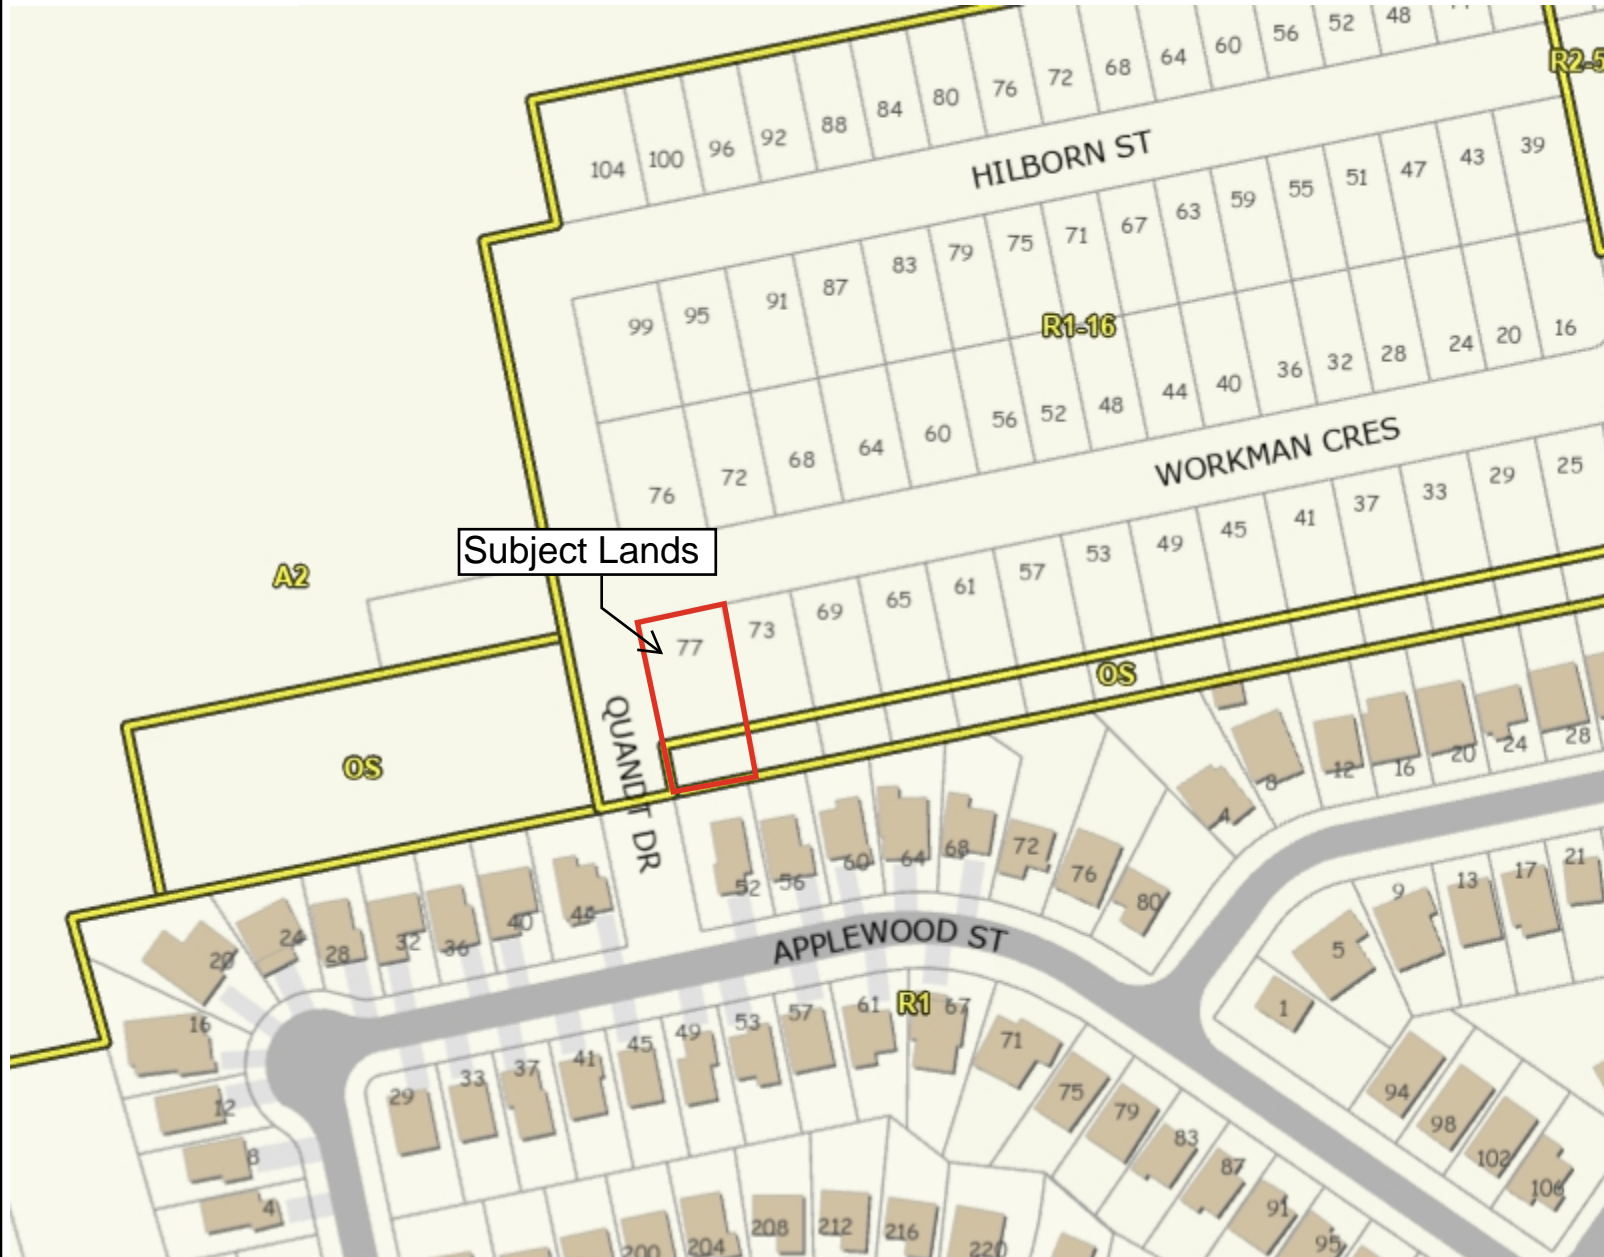 104 100 96 92 88 84 80 76 72 68 64 60 56 52 48
R2-5
HILBORN ST
99 95 91 87 83 79 75 71 67 63 59 55 51 47 43 39
R1-16
76 72 68 64 60 56 52 48 44 40 36 32 28 24 20 16
WORKMAN CRES
Subject Lands
A2
77 73 69 65 61 57 53 49 45 41 37 33 29 25
OS
OS
QUANDT DR
20 24 28 32 36 40 44
52 56 60 64 68 72 76 80
4 8 12 16 20 24 28
APPLEWOOD ST
R1
16 12 8 4
29 33 37 41 45 49 53 57 61 67 71 75 79 83 87 91 95
1 5 9 13 17 21
94 98 102 106
200 204 208 212 216 220